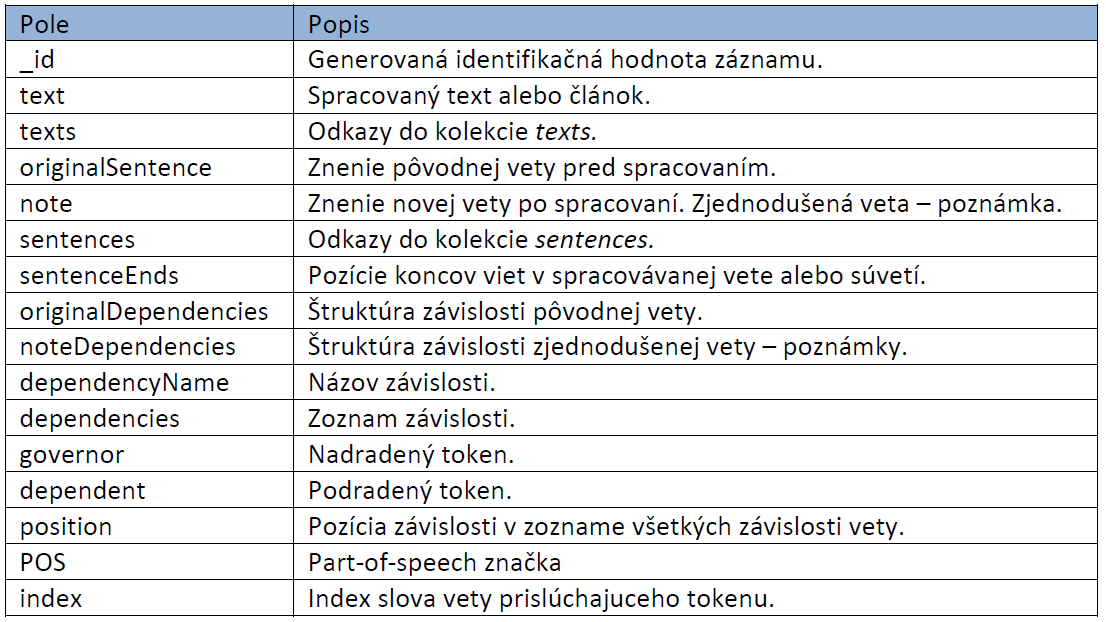 Pole Popis
_id Generovaná identifikačná hodnota záznamu.
text Spracovaný text alebo článok.
texts Odkazy do kolekcie texts.
originalSentence Znenie pôvodnej vety pred spracovaním.
note Znenie novej vety po spracovaní. Zjednodušená veta – poznámka.
sentences Odkazy do kolekcie sentences.
sentenceEnds Pozície koncov viet v spracovávanej vete alebo súvetí.
originalDependencies Štruktúra závislosti pôvodnej vety.
noteDependencies Štruktúra závislosti zjednodušenej vety – poznámky.
dependencyName Názov závislosti.
dependencies Zoznam závislosti.
governor Nadradený token.
dependent Podradený token.
position Pozícia závislosti v zozname všetkých závislosti vety.
POS Part-of-speech značka
index Index slova vety prislúchajuceho tokenu.